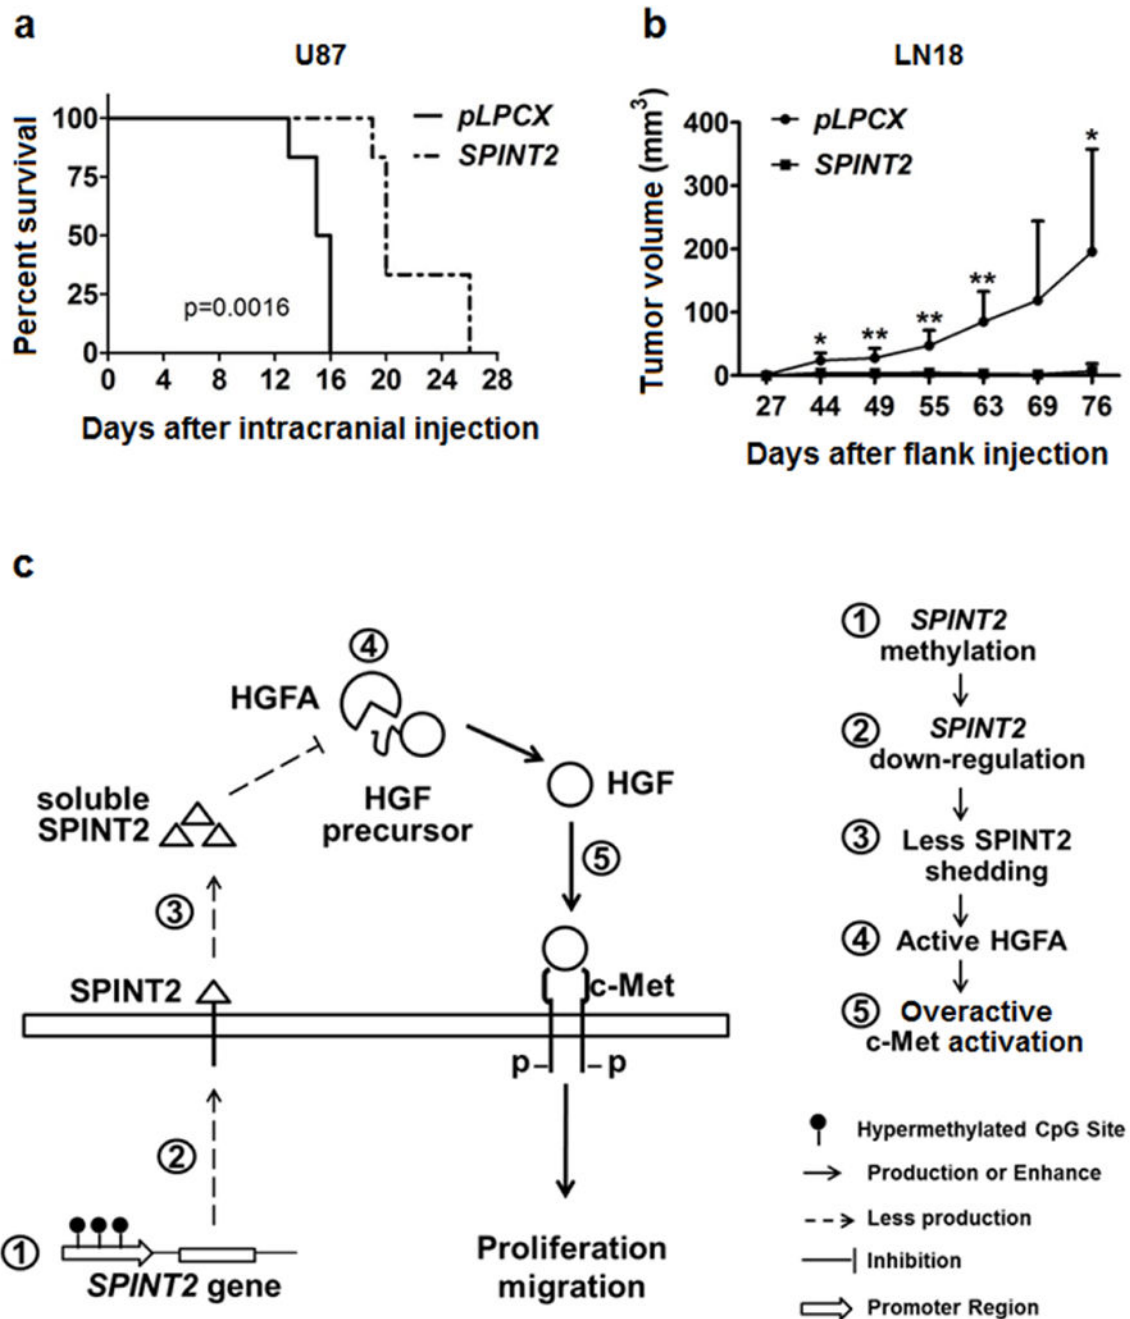 a
U87
Percent survival
100
75
50
25
0
pLPCX
SPINT2
p=0.0016
0 4 8 12 16 20 24 28
Days after intracranial injection
b
LN18
Tumor volume (mm³)
400
300
200
100
0
pLPCX
SPINT2
* ** ** ** *
27 44 49 55 63 69 76
Days after flank injection
c
④
HGFA
HGF
precursor
HGF
soluble
SPINT2
⑤
③
SPINT2
c-Met
p
p
②
①
SPINT2 gene
Proliferation
migration
① SPINT2
methylation
② SPINT2
down-regulation
③ Less SPINT2
shedding
④ Active HGFA
⑤ Overactive
c-Met activation
Hypermethylated CpG Site
Production or Enhance
Less production
Inhibition
Promoter Region